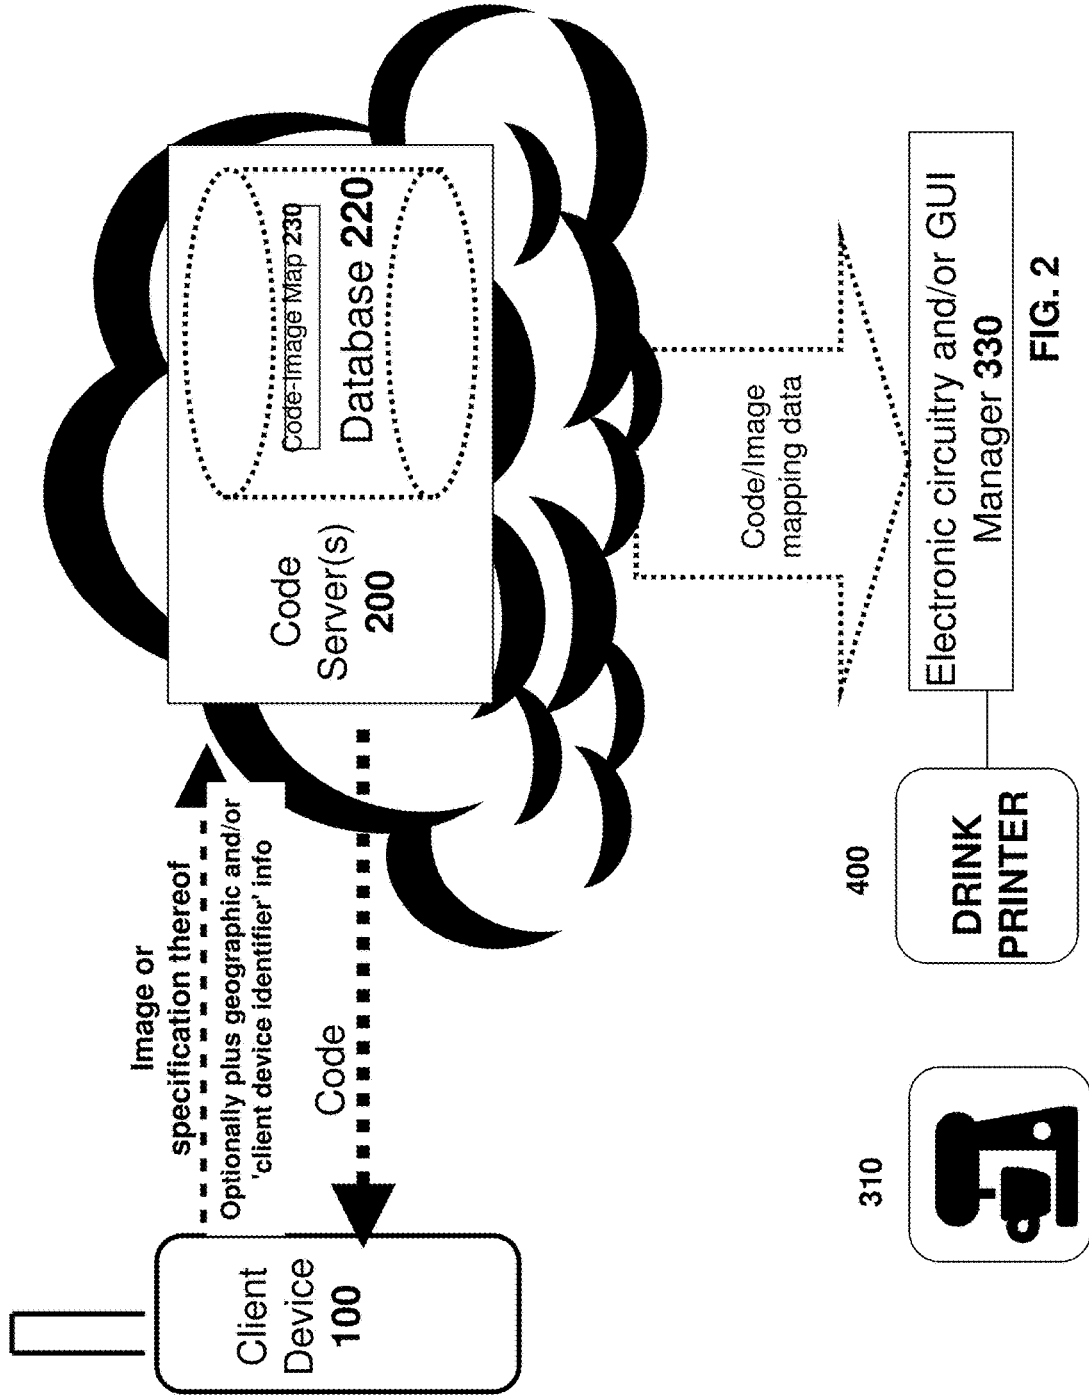 Image or
specification thereof
Optionally plus geographic and/or
'client device identifier' info
Code
Client
Device
100
Code
Server(s)
200
Code-Image Map 230
Database 220
Code/Image
mapping data
310
400
DRINK
PRINTER
Electronic circuitry and/or GUI
Manager 330
FIG. 2